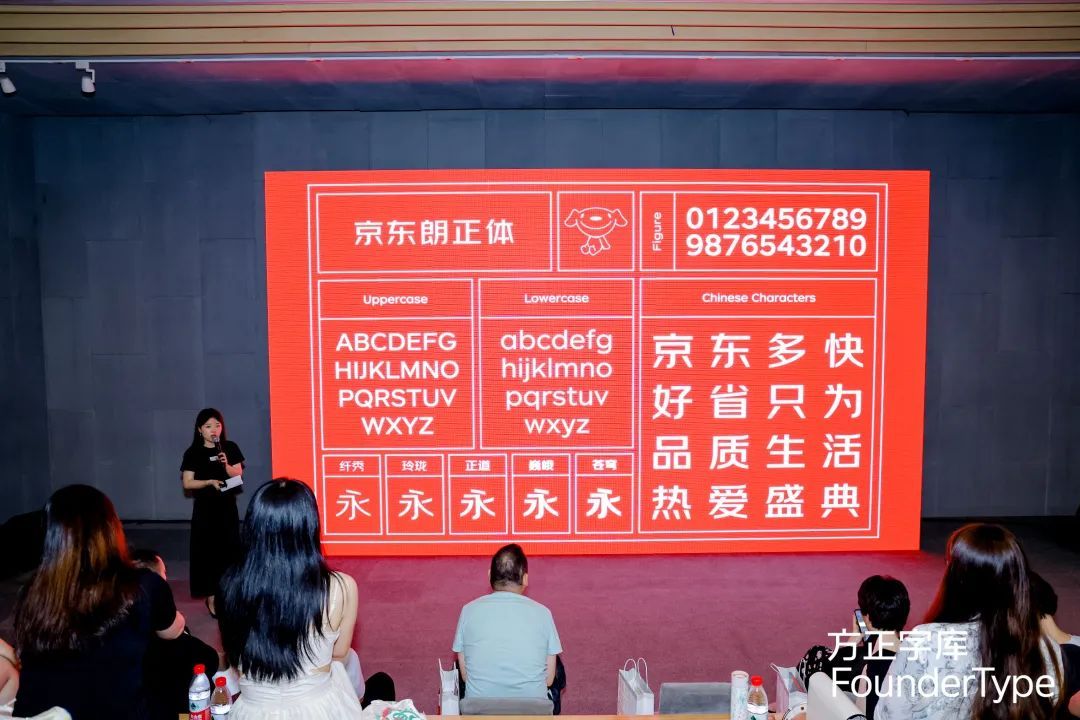 京东朗正体
Figure
0123456789
9876543210
Uppercase
ABCDEFG
HIJKLMNO
PQRSTUV
WXYZ
Lowercase
abcdefg
hijklmno
pqrstuv
wxyz
Chinese Characters
京东多快
好省只为
品质生活
热爱盛典
纤秀
玲珑
正道
巍峨
苍穹
永
永
永
永
永
方正字库
FounderType